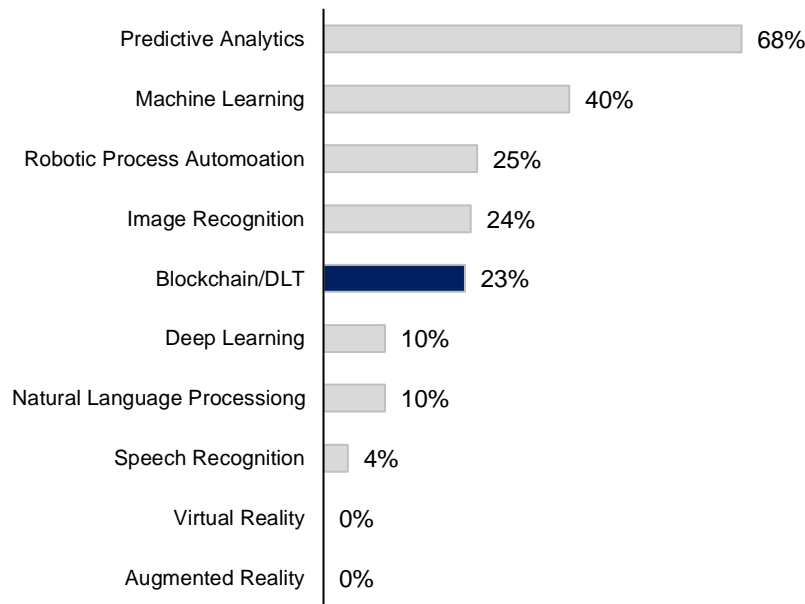 Predictive Analytics 68%
Machine Learning 40%
Robotic Process Automoation 25%
Image Recognition 24%
Blockchain/DLT 23%
Deep Learning 10%
Natural Language Processiong 10%
Speech Recognition 4%
Virtual Reality 0%
Augmented Reality 0%